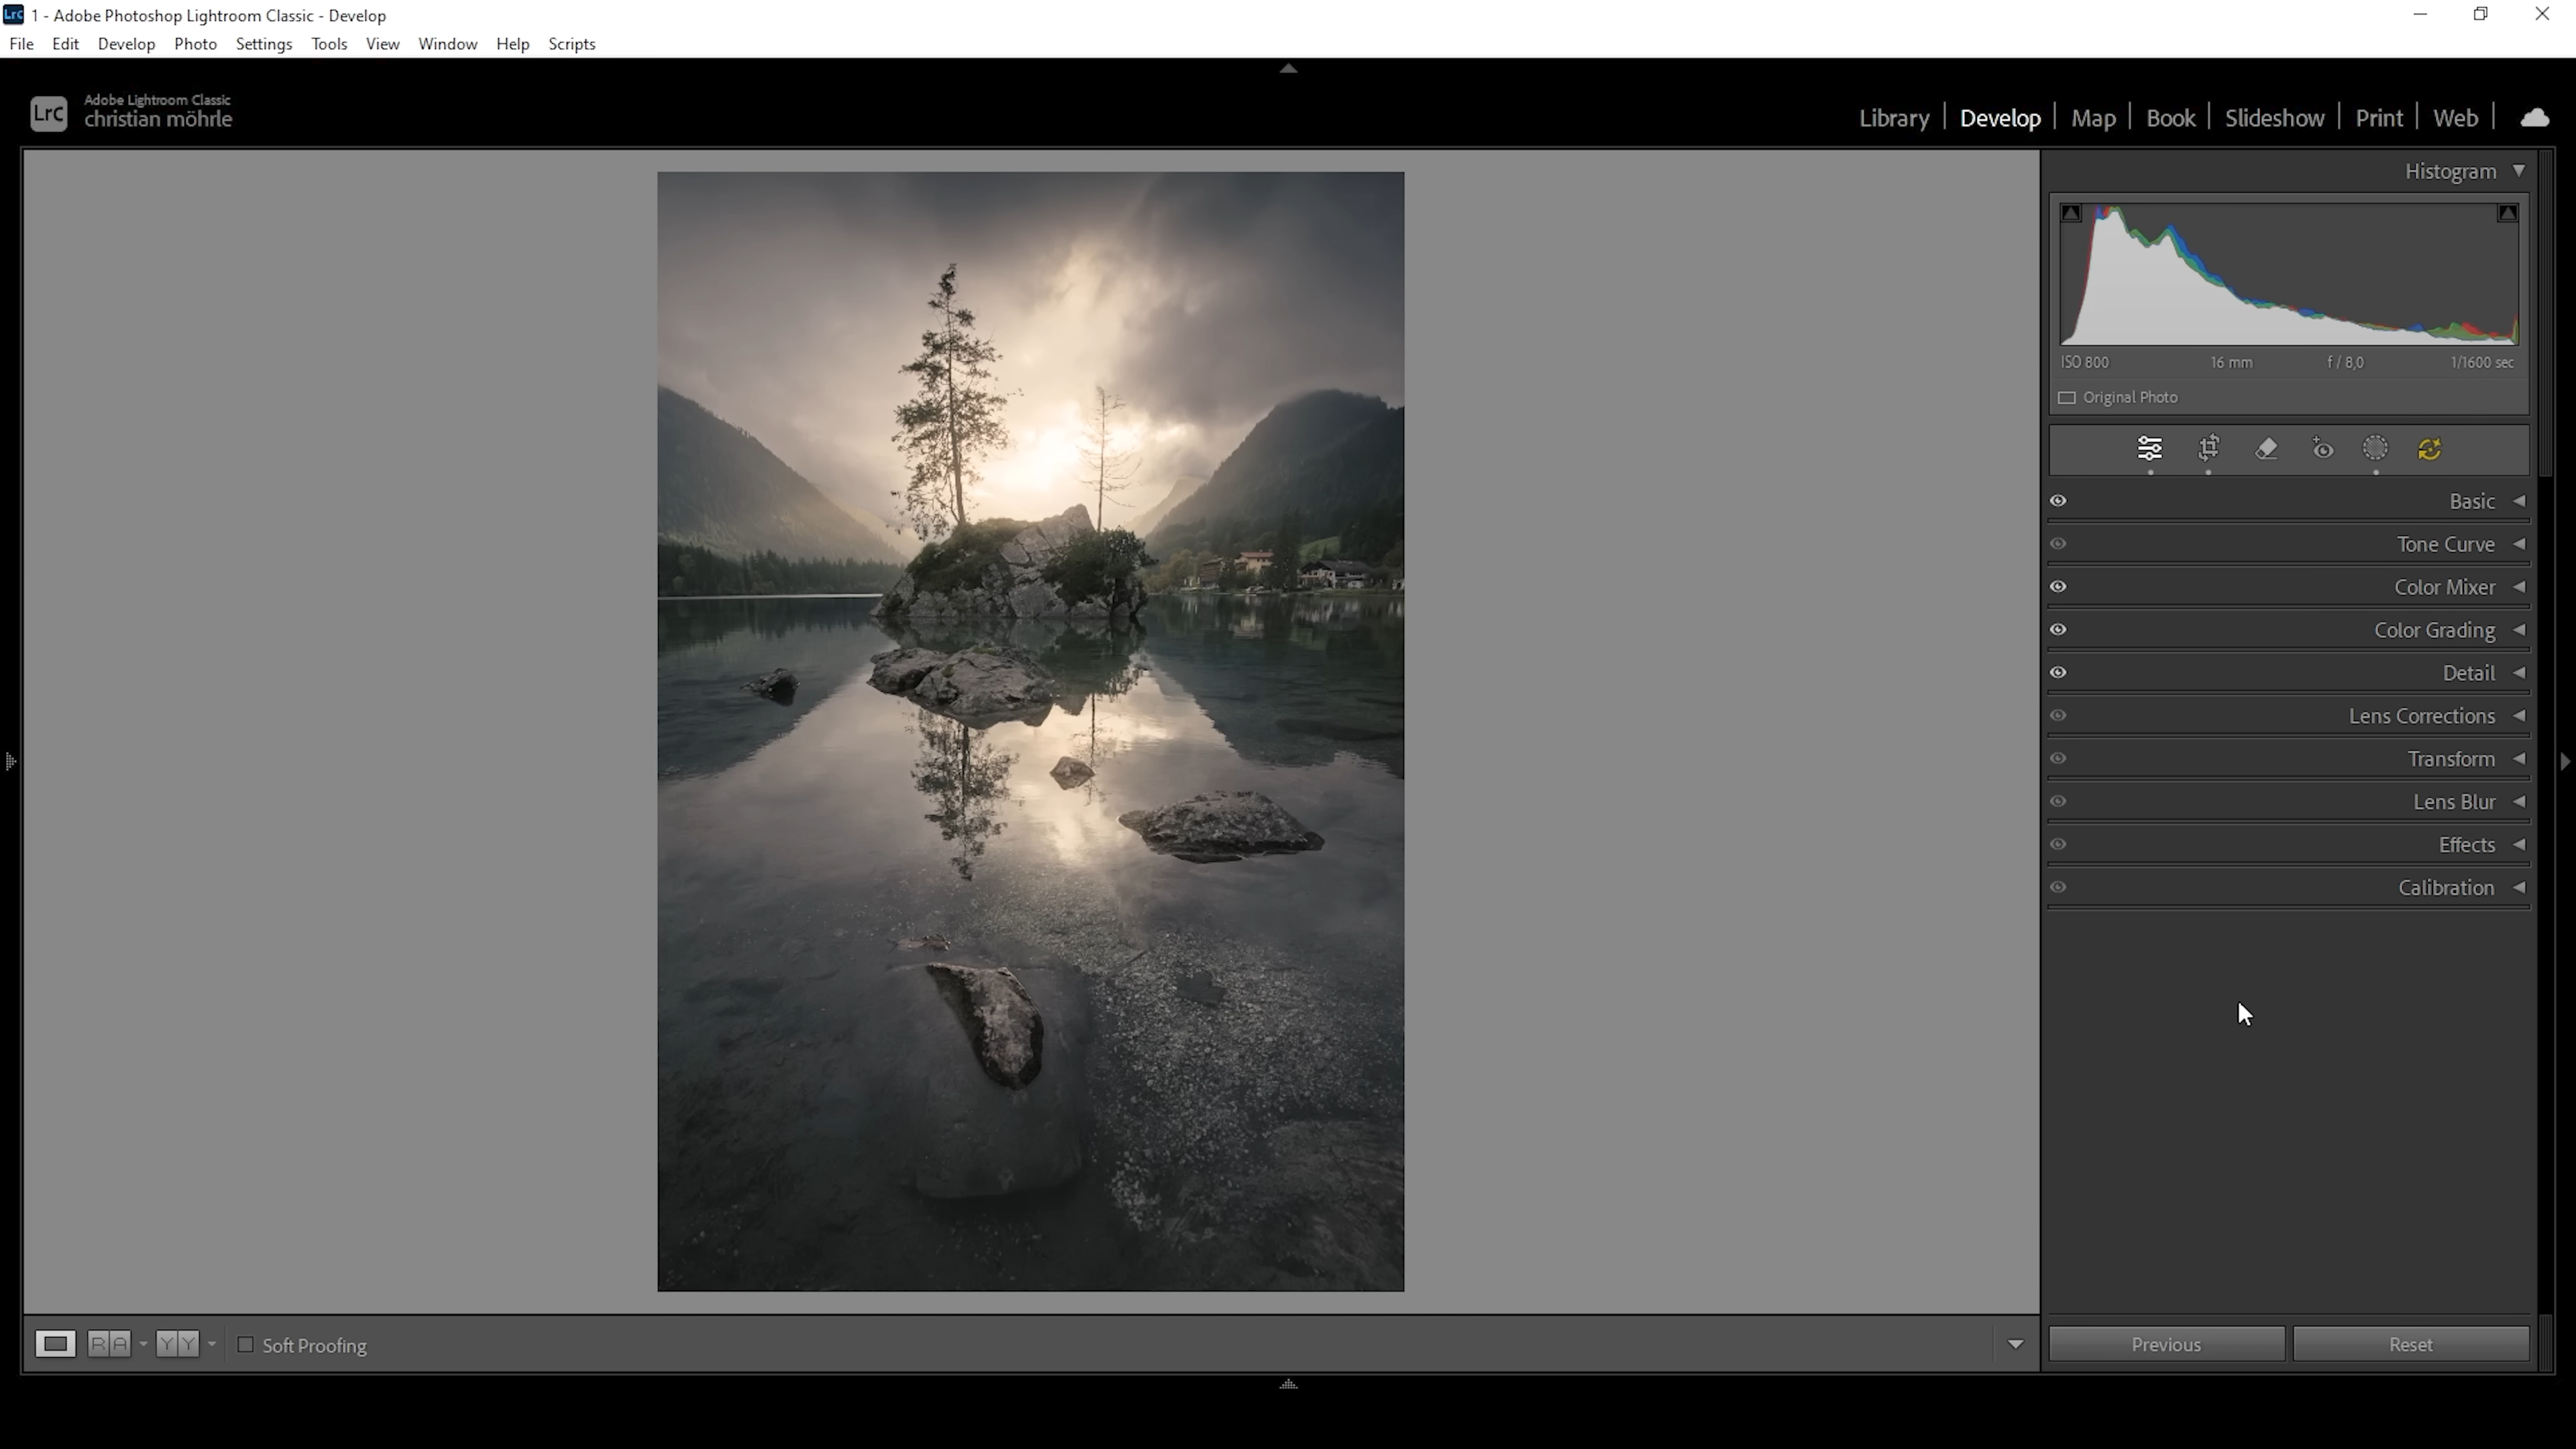 Lrc 1 - Adobe Photoshop Lightroom Classic - Develop
File Edit Develop Photo Settings Tools View Window Help Scripts
Lrc
Adobe Lightroom Classic
christian möhrle
Library | Develop | Map | Book | Slideshow | Print | Web |
Histogram
ISO 800 16 mm f / 8,0 1/1600 sec
Original Photo
Basic
Tone Curve
Color Mixer
Color Grading
Detail
Lens Corrections
Transform
Lens Blur
Effects
Calibration
R A Y Y Soft Proofing
Previous Reset